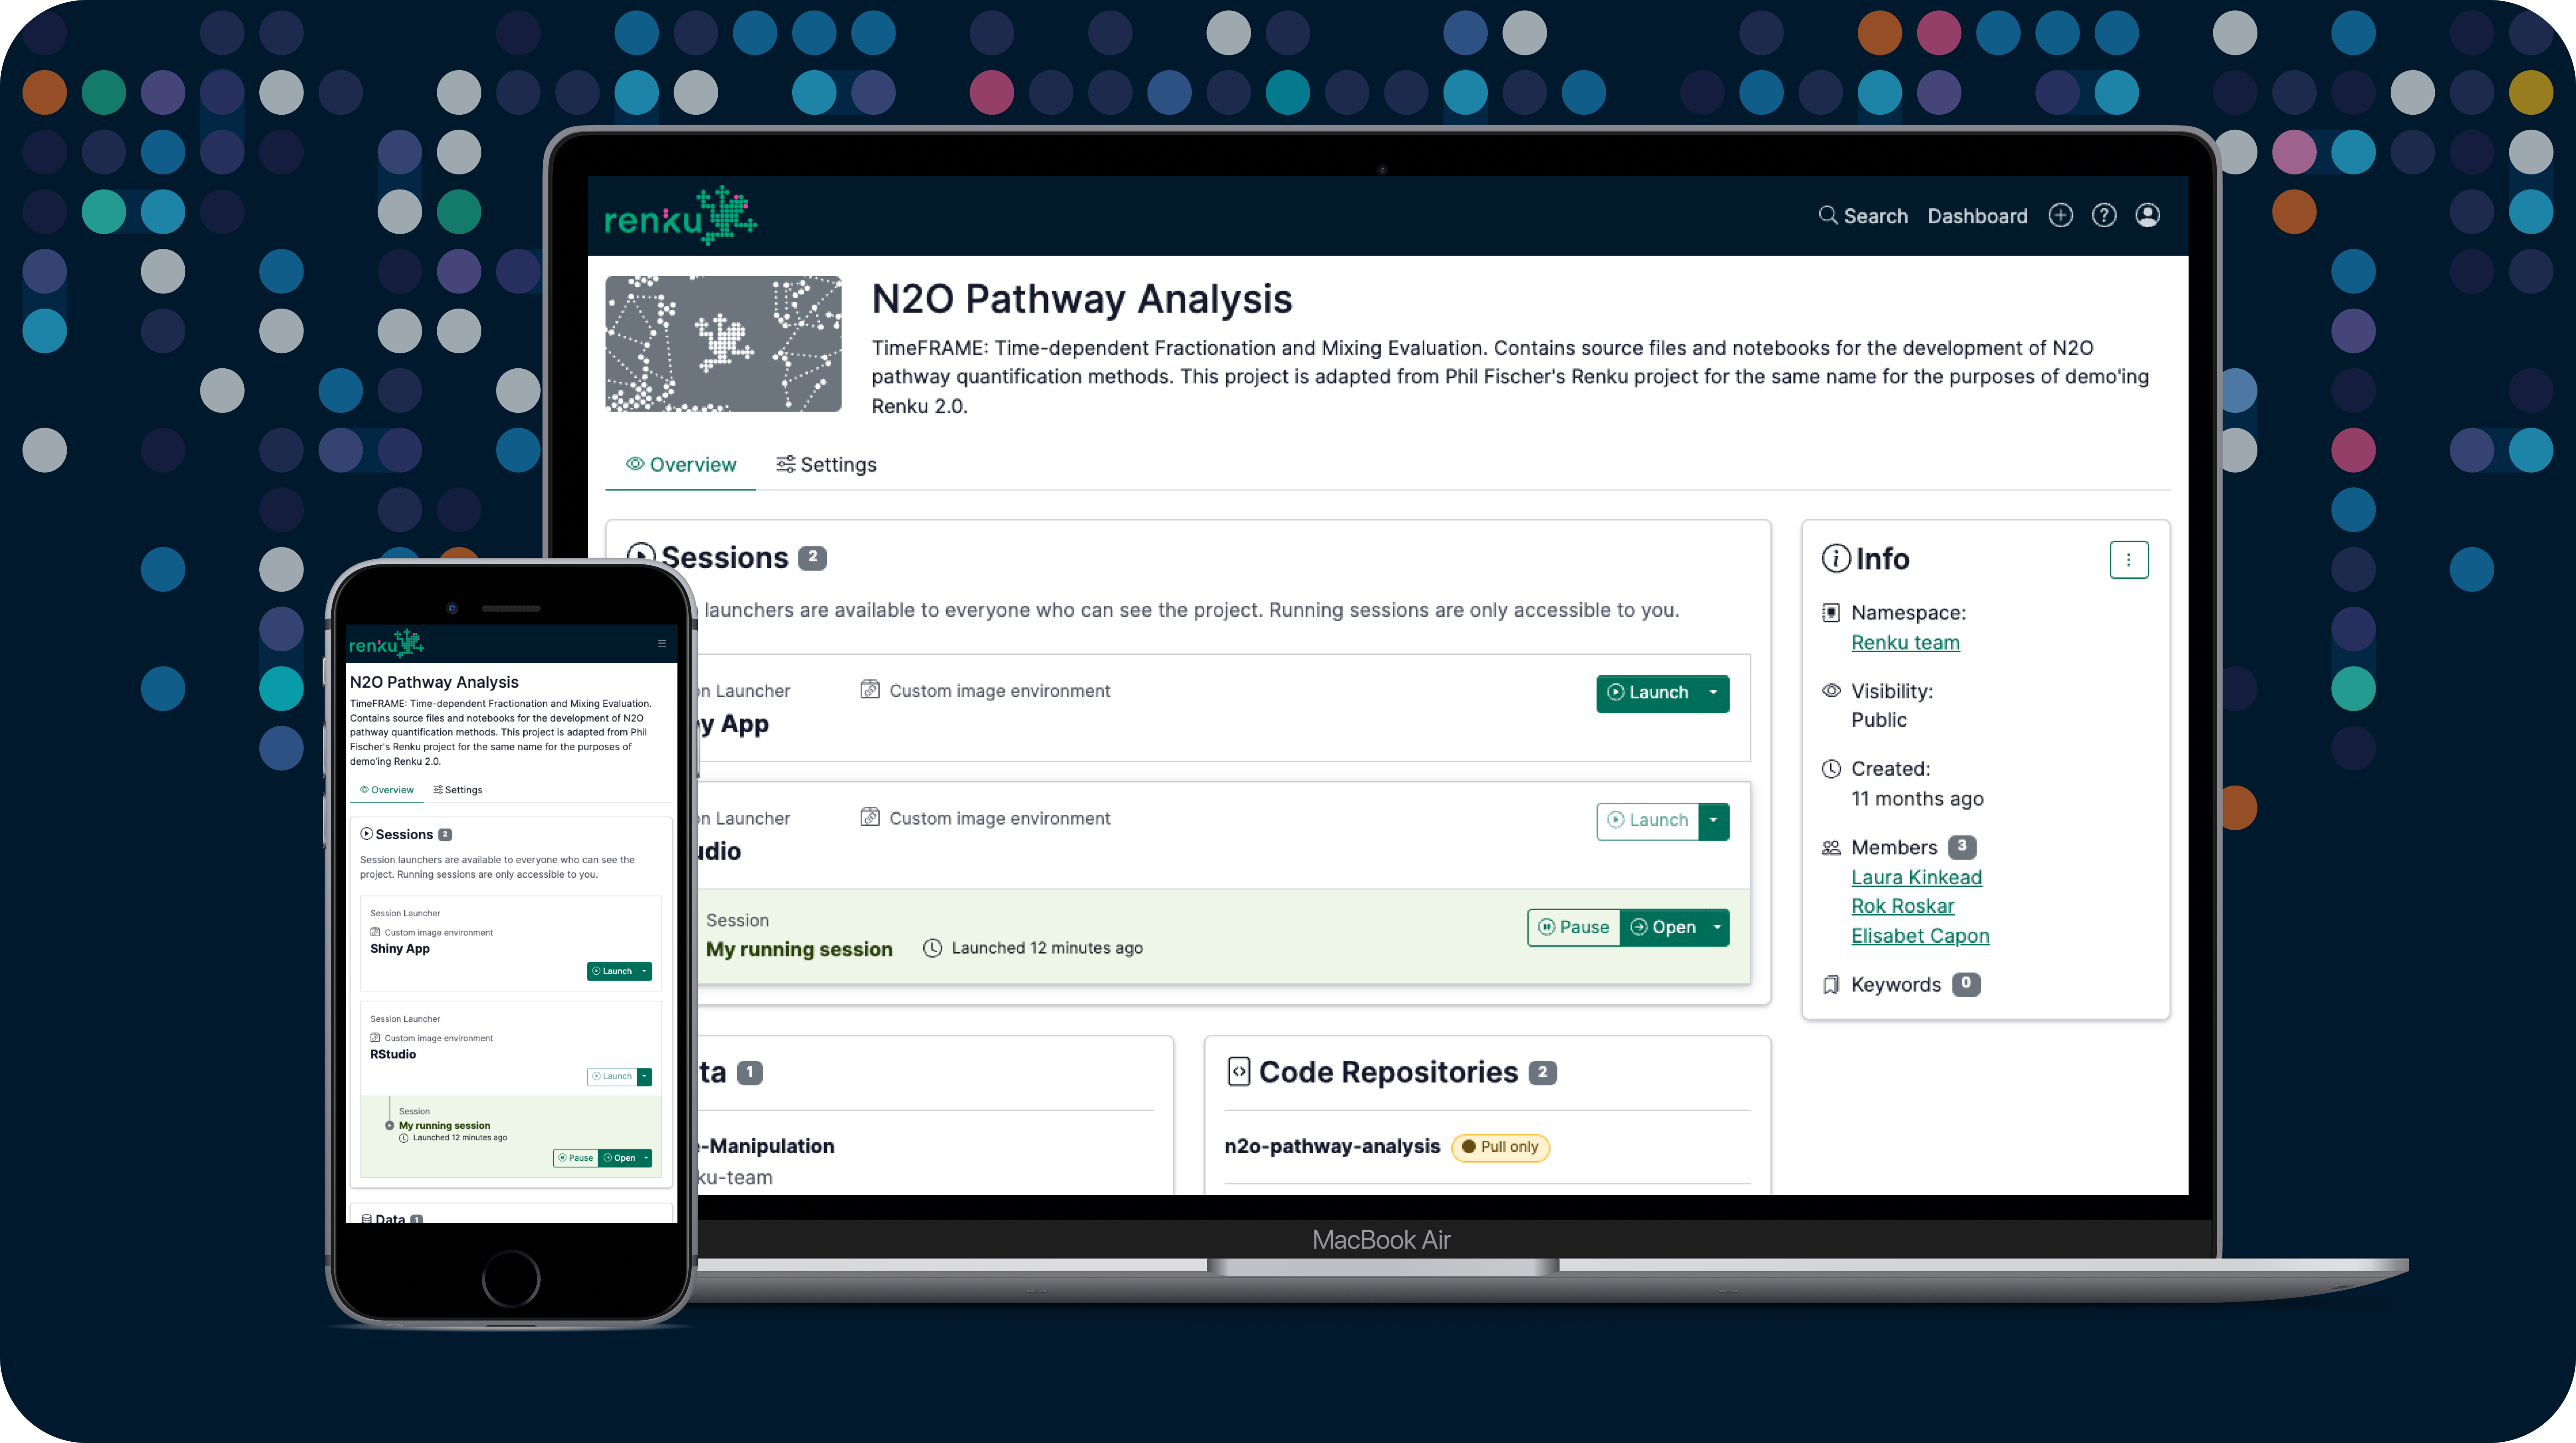 renku
Search Dashboard
N2O Pathway Analysis
TimeFRAME: Time-dependent Fractionation and Mixing Evaluation. Contains source files and notebooks for the development of N2O
pathway quantification methods. This project is adapted from Phil Fischer's Renku project for the same name for the purposes of demo'ing
Renku 2.0.
Overview Settings
Sessions 2
launchers are available to everyone who can see the project. Running sessions are only accessible to you.
on Launcher Custom image environment Launch
y App
on Launcher Custom image environment Launch
udio
Session
My running session Launched 12 minutes ago Pause Open
Info
Namespace:
Renku team
Visibility:
Public
Created:
11 months ago
Members 3
Laura Kinkead
Rok Roskar
Elisabet Capon
Keywords 0
ta 1
-Manipulation
ku-team
Code Repositories 2
n2o-pathway-analysis Pull only
MacBook Air
renku
N2O Pathway Analysis
TimeFRAME: Time-dependent Fractionation and Mixing Evaluation.
Contains source files and notebooks for the development of N2O
pathway quantification methods. This project is adapted from Phil
Fischer's Renku project for the same name for the purposes of
demo'ing Renku 2.0.
Overview Settings
Sessions 2
Session launchers are available to everyone who can see the
project. Running sessions are only accessible to you.
Session Launcher
Custom image environment
Shiny App
Launch
Session Launcher
Custom image environment
RStudio
Launch
Session
My running session
Launched 12 minutes ago
Pause Open
Data 1